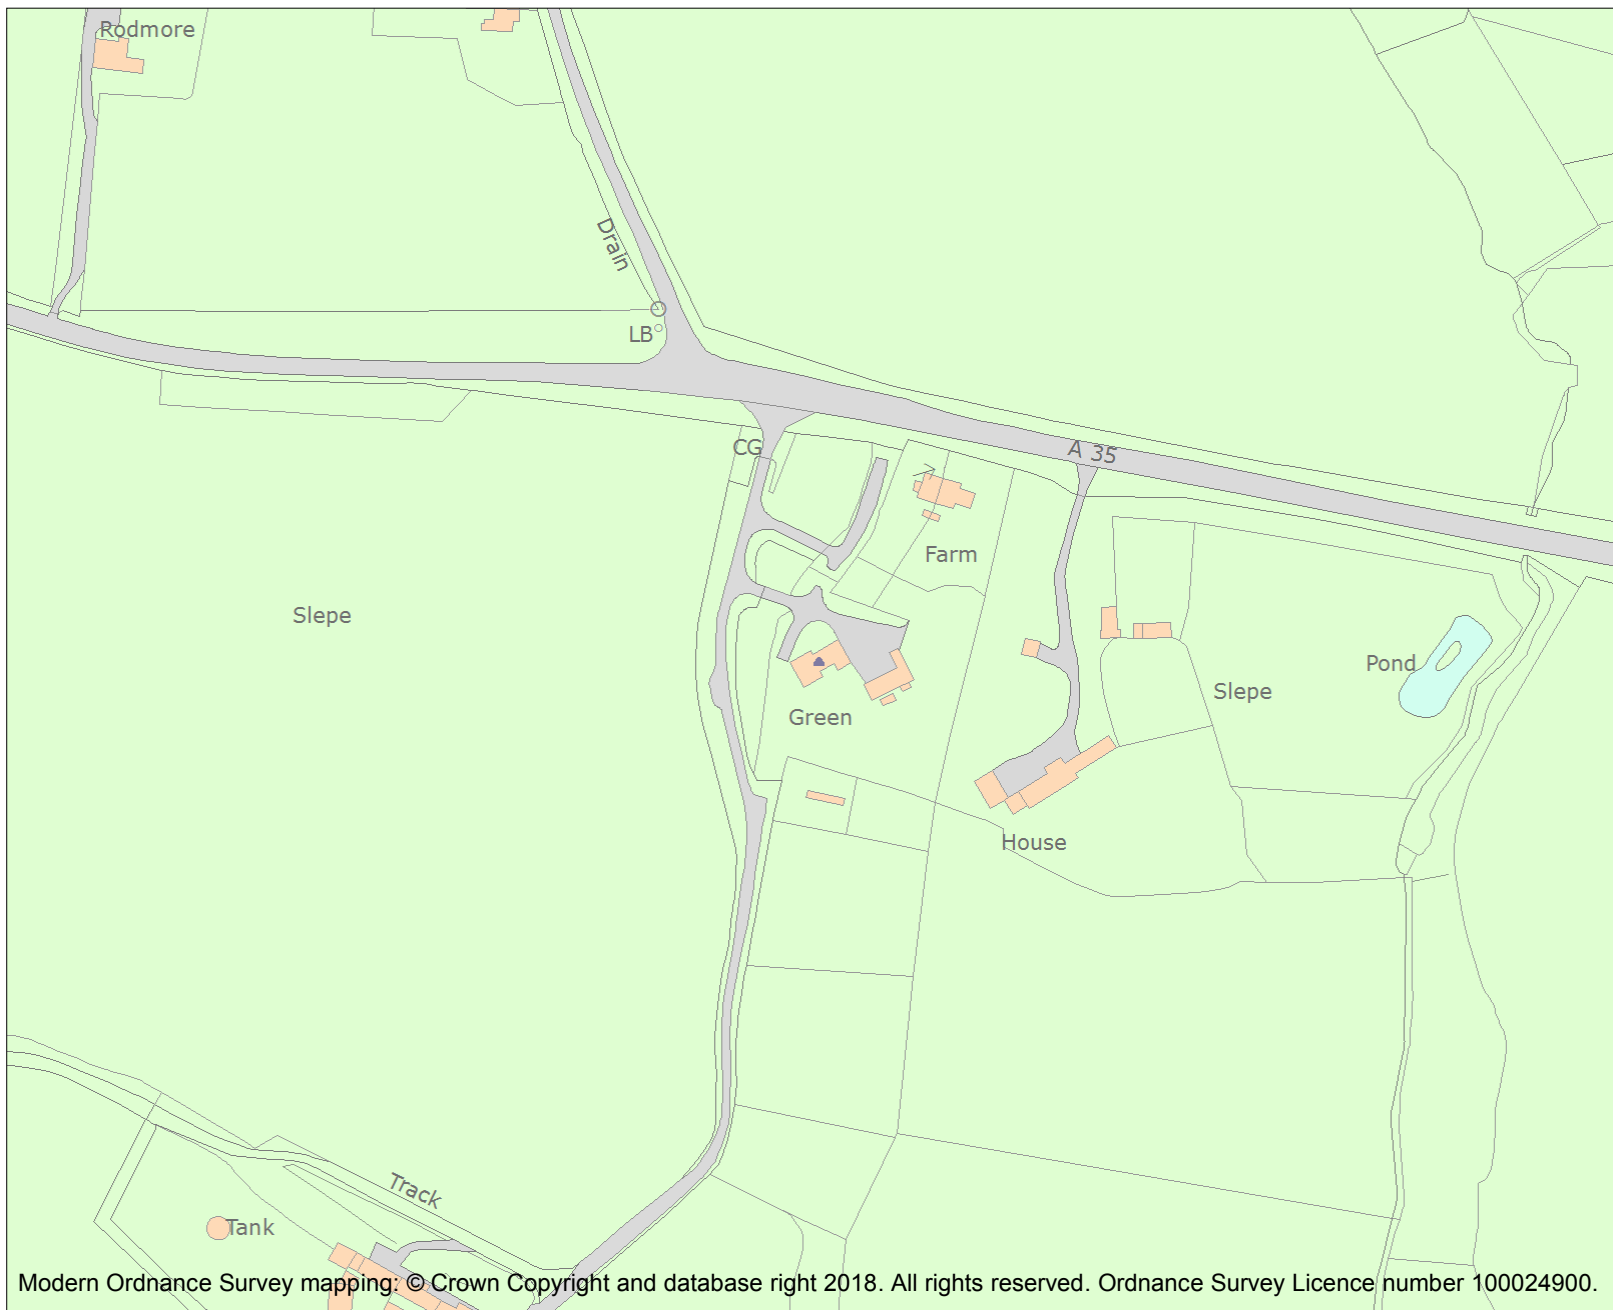 Rodmore
Drain
LB
CG
A 35
Farm
Slepe
Pond
Slepe
Green
House
Track
Tank
Modern Ordnance Survey mapping: © Crown Copyright and database right 2018. All rights reserved. Ordnance Survey Licence number 100024900.